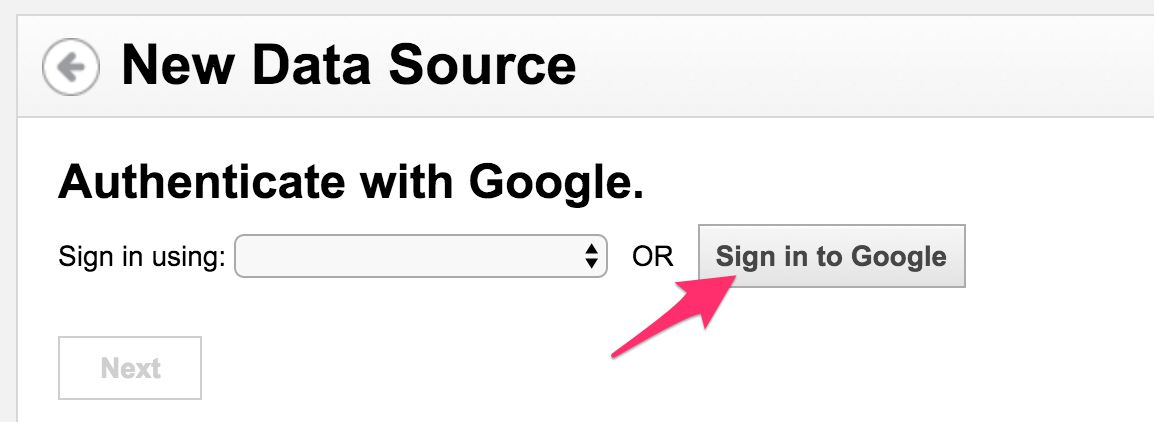 New Data Source
Authenticate with Google.
Sign in using: OR Sign in to Google
Next